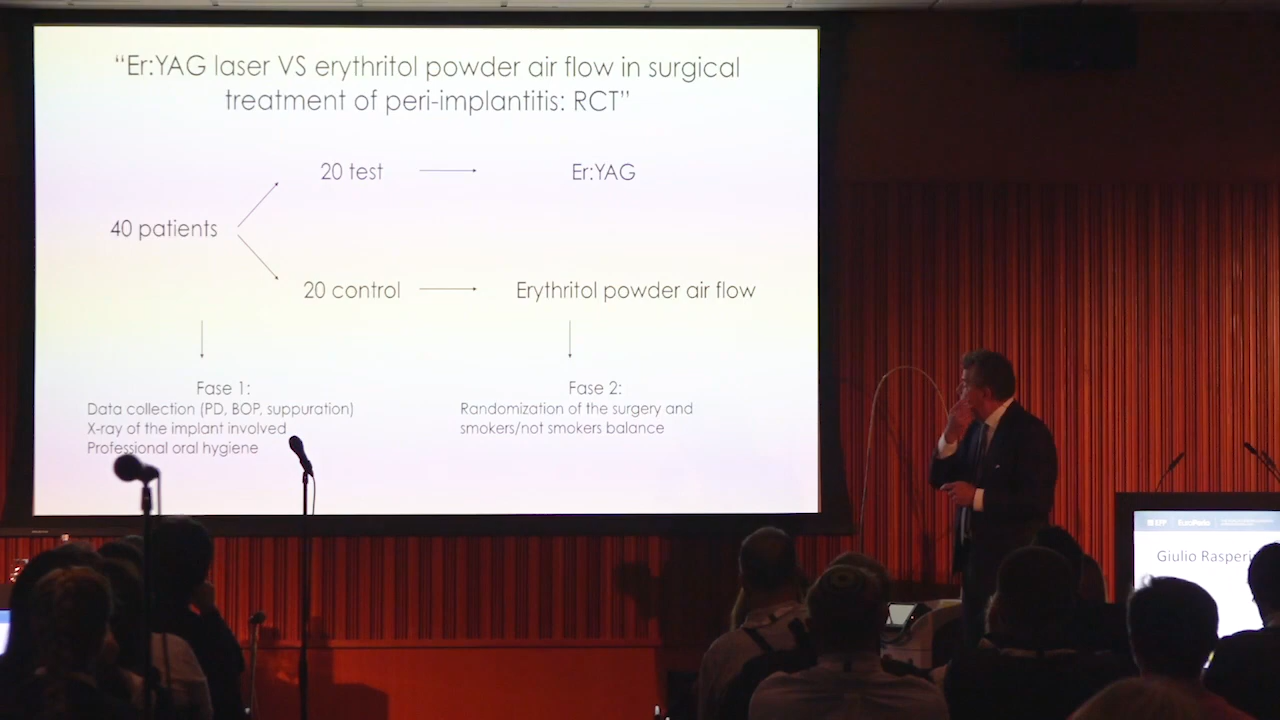 “Er:YAG laser VS erythritol powder air flow in surgical
treatment of peri-implantitis: RCT”
20 test
Er:YAG
40 patients
20 control
Erythritol powder air flow
Fase 1:
Data collection (PD, BOP, suppuration)
X-ray of the implant involved
Professional oral hygiene
Fase 2:
Randomization of the surgery and
smokers/not smokers balance
EFP
EuroPerio
Giulio Rasperi